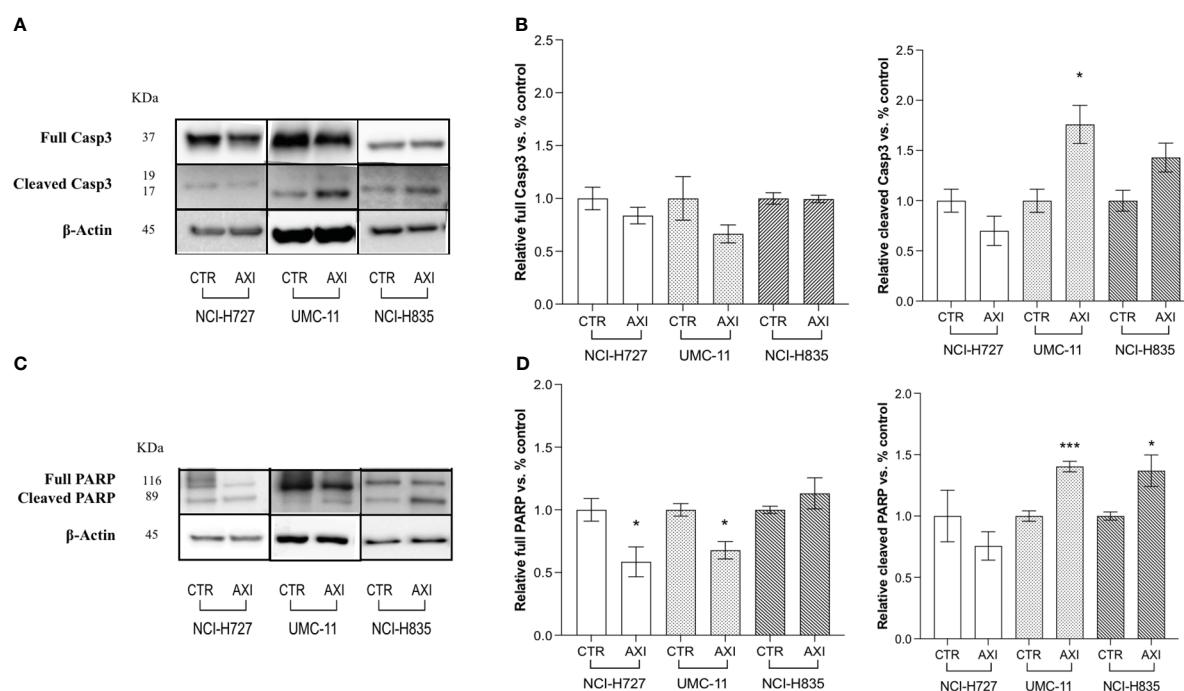 A
KDa
Full Casp3 37
Cleaved Casp3 19
17
β-Actin 45
CTR AXI CTR AXI CTR AXI
NCI-H727 UMC-11 NCI-H835
B
Relative full Casp3 vs. % control
2.5
2.0
1.5
1.0
0.5
0.0
CTR AXI CTR AXI CTR AXI
NCI-H727 UMC-11 NCI-H835
Relative cleaved Casp3 vs. % control
2.5
2.0
1.5
1.0
0.5
0.0
*
CTR AXI CTR AXI CTR AXI
NCI-H727 UMC-11 NCI-H835
C
KDa
Full PARP 116
Cleaved PARP 89
β-Actin 45
CTR AXI CTR AXI CTR AXI
NCI-H727 UMC-11 NCI-H835
D
Relative full PARP vs. % control
2.0
1.5
1.0
0.5
0.0
* *
CTR AXI CTR AXI CTR AXI
NCI-H727 UMC-11 NCI-H835
Relative cleaved PARP vs. % control
2.0
1.5
1.0
0.5
0.0
*** *
CTR AXI CTR AXI CTR AXI
NCI-H727 UMC-11 NCI-H835